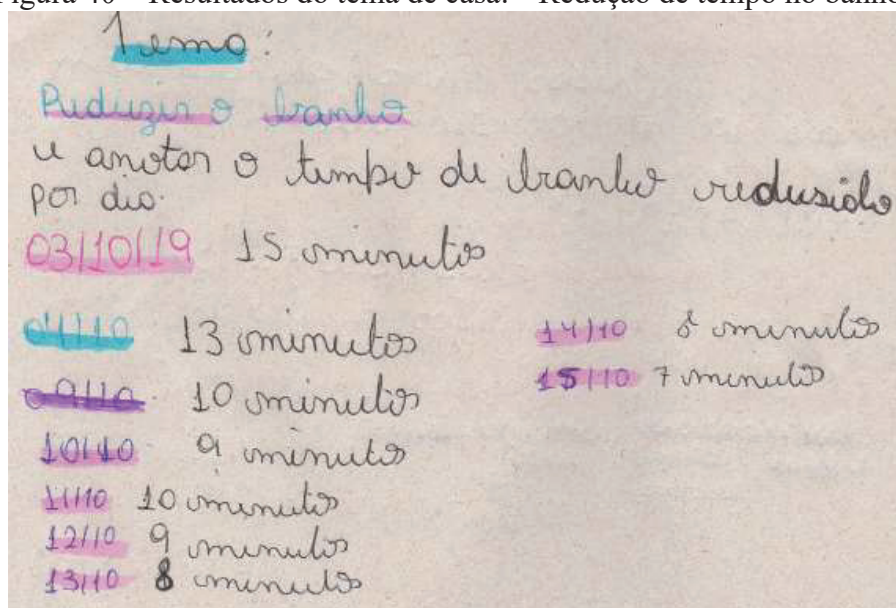 Figura 40 – Resultados do tema de casa: – Redução de tempo no banho
Tema:
Reduzir o banho
e anotar o tempo de banho redusido
por dia.
03/10/19 15 minutos
04/10 13 minutos
09/10 10 minutos
10/10 9 minutos
11/10 10 minutos
12/10 9 minutos
13/10 8 minutos
14/10 8 minutos
15/10 7 minutos